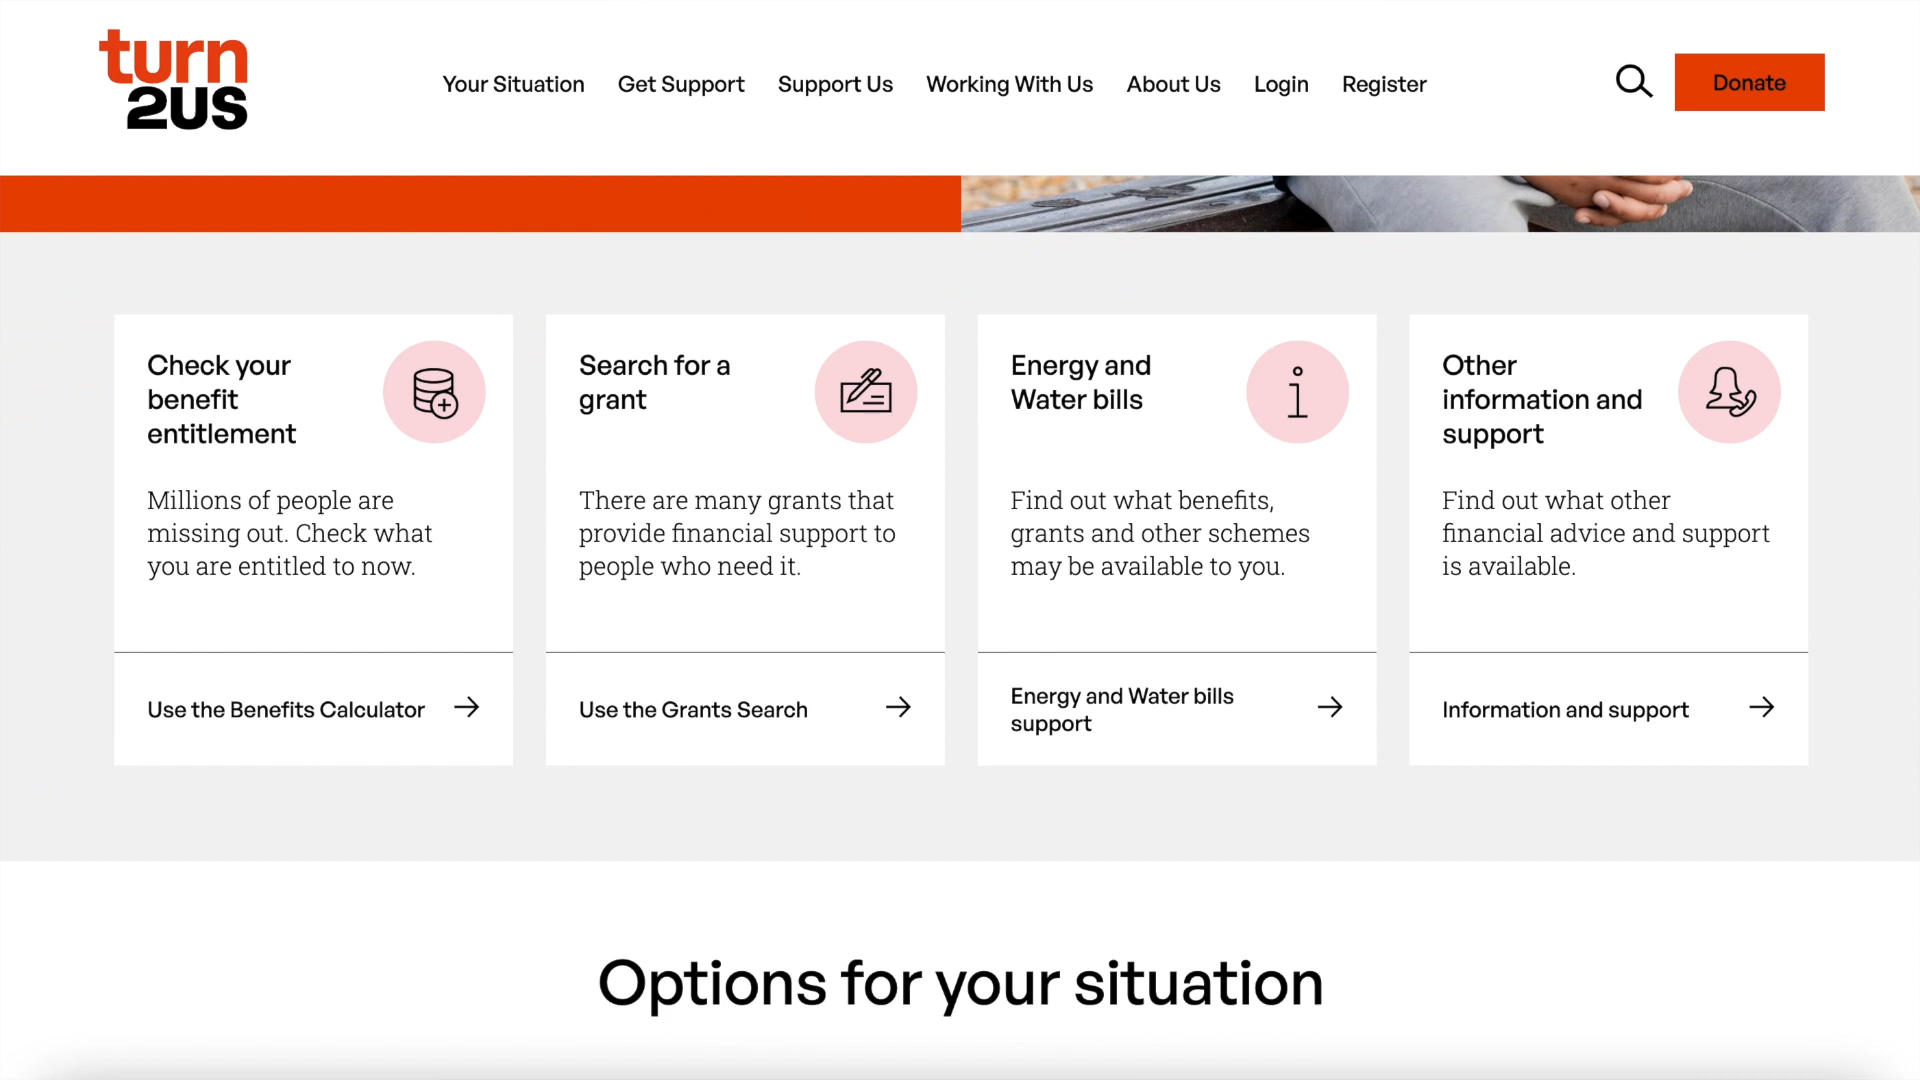 turn
2us
Your Situation
Get Support
Support Us
Working With Us
About Us
Login
Register
Donate
Check your
benefit
entitlement
Millions of people are
missing out. Check what
you are entitled to now.
Use the Benefits Calculator
Search for a
grant
There are many grants that
provide financial support to
people who need it.
Use the Grants Search
Energy and
Water bills
Find out what benefits,
grants and other schemes
may be available to you.
Energy and Water bills
support
Other
information and
support
Find out what other
financial advice and support
is available.
Information and support
Options for your situation